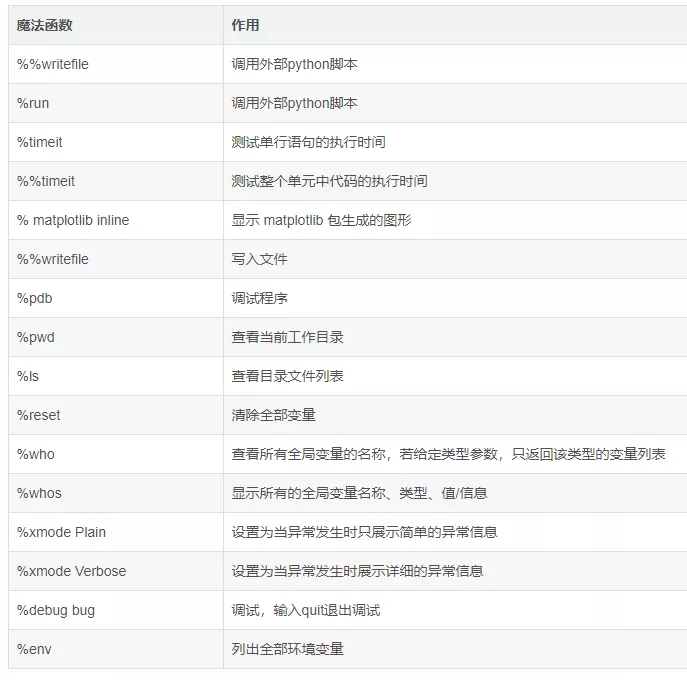 魔法函数 作用
%%writefile 调用外部python脚本
%run 调用外部python脚本
%timeit 测试单行语句的执行时间
%%timeit 测试整个单元中代码的执行时间
% matplotlib inline 显示 matplotlib 包生成的图形
%%writefile 写入文件
%pdb 调试程序
%pwd 查看当前工作目录
%ls 查看目录文件列表
%reset 清除全部变量
%who 查看所有全局变量的名称，若给定类型参数，只返回该类型的变量列表
%whos 显示所有的全局变量名称、类型、值/信息
%xmode Plain 设置为当异常发生时只展示简单的异常信息
%xmode Verbose 设置为当异常发生时展示详细的异常信息
%debug bug 调试，输入quit退出调试
%env 列出全部环境变量